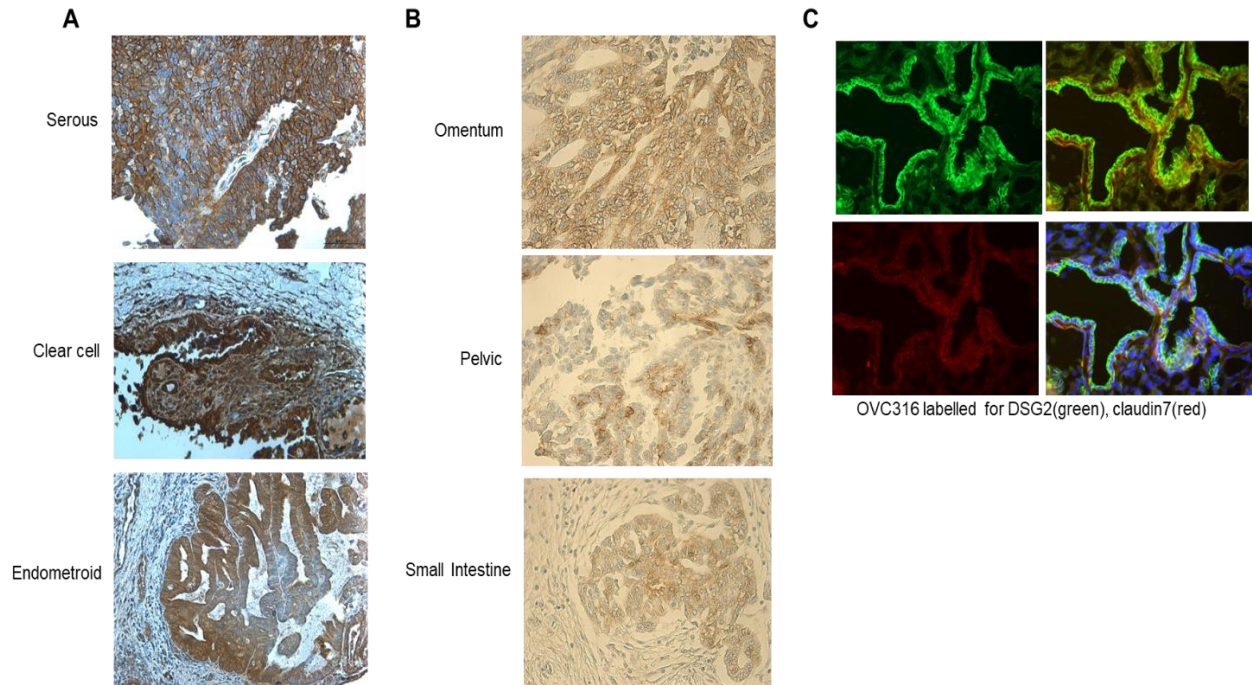 A
B
C
Serous
Clear cell
Endometroid
Omentum
Pelvic
Small Intestine
OVC316 labelled for DSG2(green), claudin7(red)